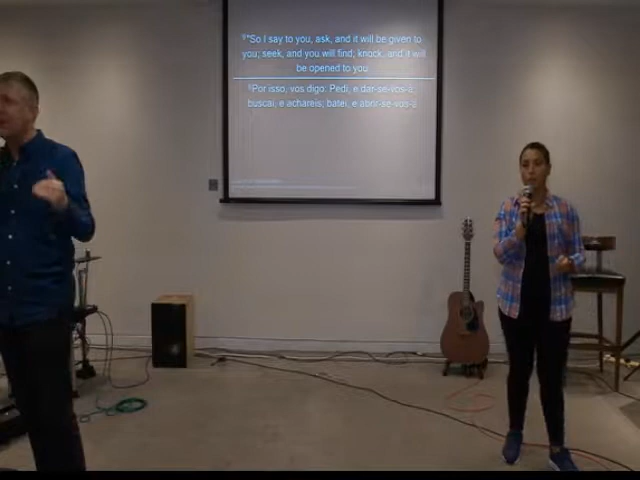 ⁹"So I say to you, ask, and it will be given to
you; seek, and you will find; knock, and it will
be opened to you.
⁹Por isso, vos digo: Pedi, e dar-se-vos-á;
buscai, e achareis; batei, e abrir-se-vos-á